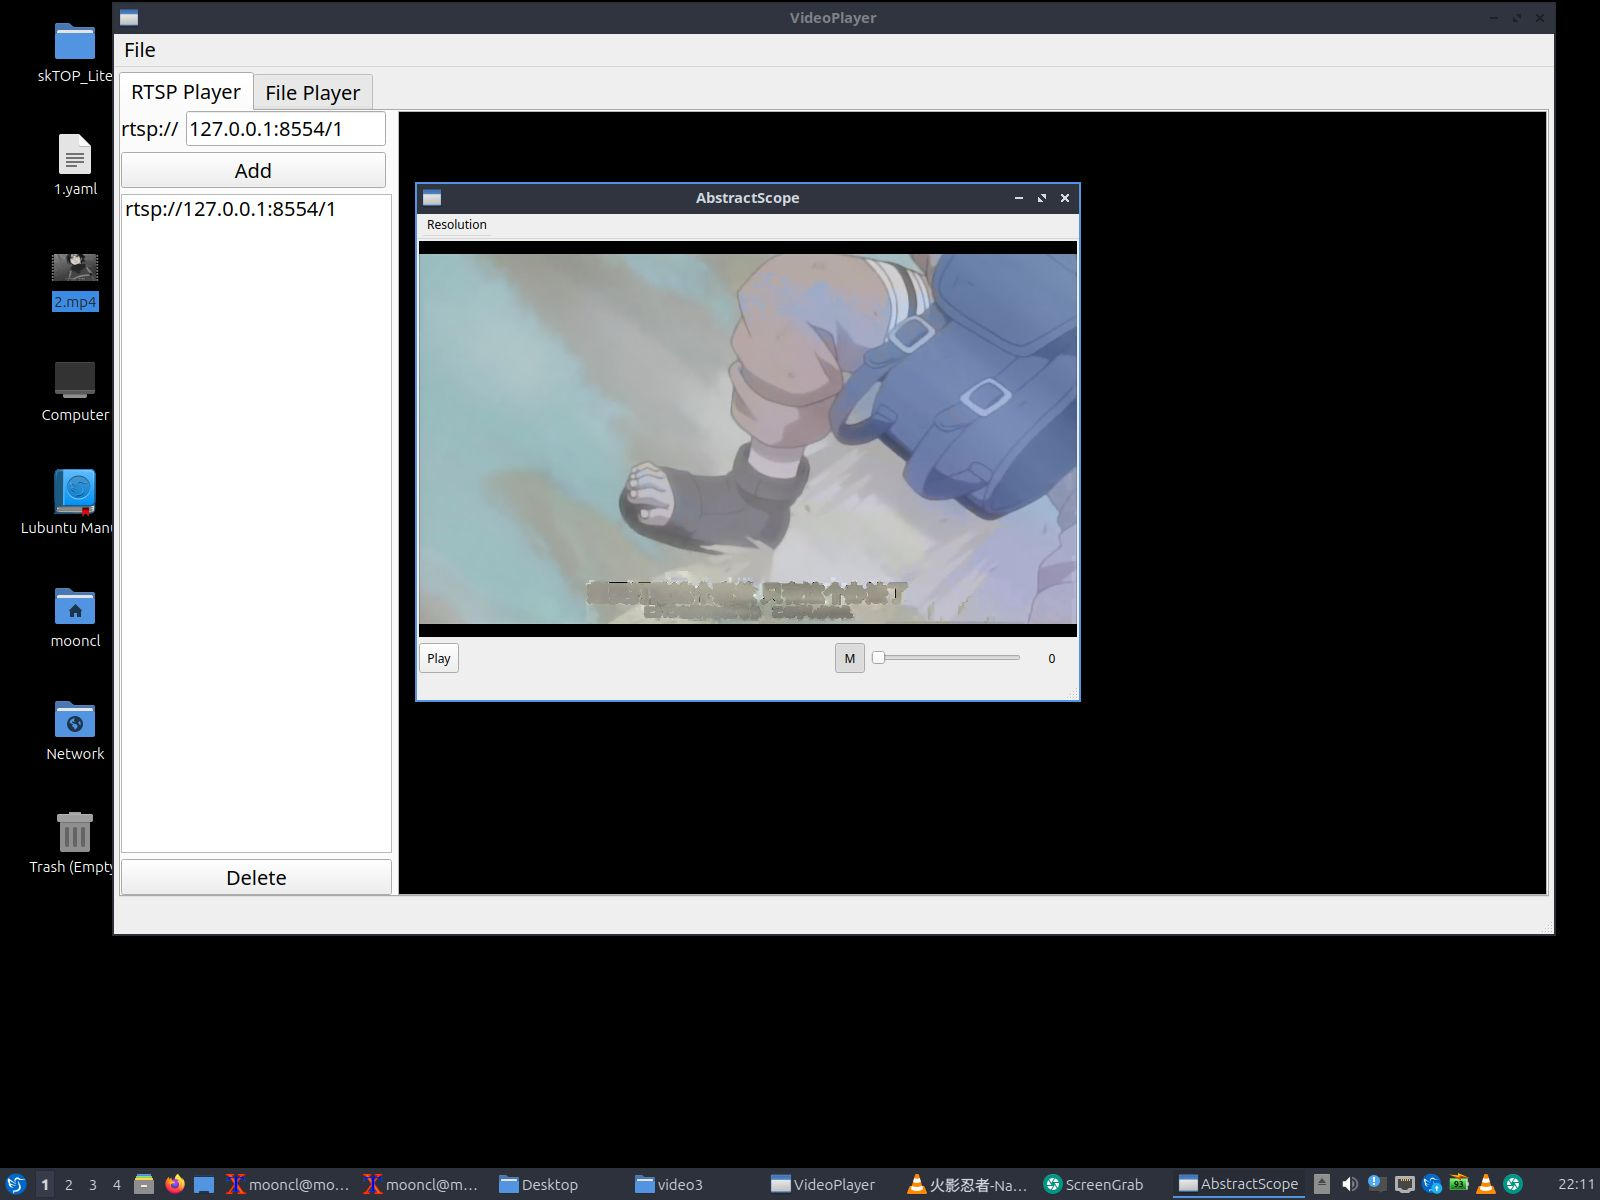 VideoPlayer
File
RTSP Player
File Player
rtsp://
127.0.0.1:8554/1
Add
rtsp://127.0.0.1:8554/1
AbstractScope
Resolution
Play
M
0
Delete
skTOP_Lite
1.yaml
2.mp4
Computer
Lubuntu Man
mooncl
Network
Trash (Empty
1
2
3
4
mooncl@mo...
mooncl@m...
Desktop
video3
VideoPlayer
火影忍者-Na...
ScreenGrab
AbstractScope
93
22:11